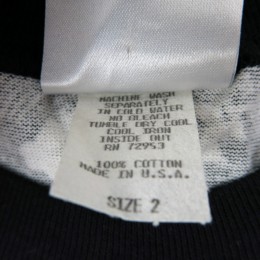 MACHINE WASH
SEPARATELY
IN COLD WATER
NO BLEACH
TUMBLE DRY COOL
COOL IRON
INSIDE OUT
RN 72953
100% COTTON
MADE IN U.S.A.
SIZE 2